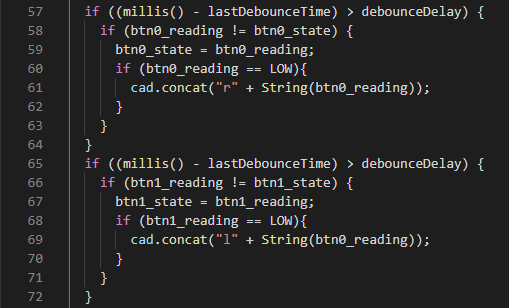 57 if ((millis() - lastDebounceTime) > debounceDelay) {
58 if (btn0_reading != btn0_state) {
59 btn0_state = btn0_reading;
60 if (btn0_reading == LOW){
61 cad.concat("r" + String(btn0_reading));
62 }
63 }
64 }
65 if ((millis() - lastDebounceTime) > debounceDelay) {
66 if (btn1_reading != btn1_state) {
67 btn1_state = btn1_reading;
68 if (btn1_reading == LOW){
69 cad.concat("l" + String(btn0_reading));
70 }
71 }
72 }